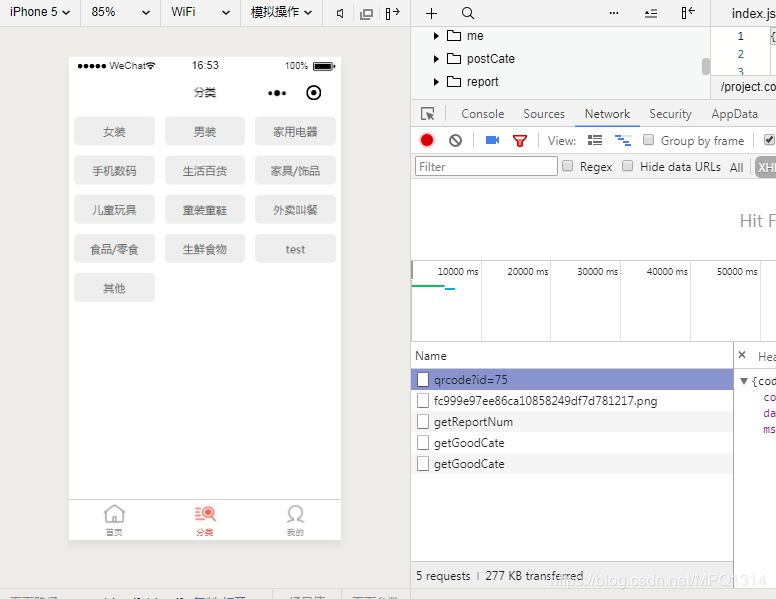 iPhone 5 85% WiFi 模拟操作
index.js
me
postCate
report
1
2
3
{
/project.co
WeChat 16:53 100%
分类
女装 男装 家用电器
手机数码 生活百货 家具/饰品
儿童玩具 童装童鞋 外卖叫餐
食品/零食 生鲜食物 test
其他
首页 分类 我的
Console Sources Network Security AppData
View: Group by frame
Filter Regex Hide data URLs All XH
Hit F
10000 ms 20000 ms 30000 ms 40000 ms 50000 ms
Name
× Hea
qrcode?id=75
fc999e97ee86ca10858249df7d781217.png
getReportNum
getGoodCate
getGoodCate
{cod
co
da
ms
5 requests | 277 KB transferred
https://blog.csdn.net/MPQ1314